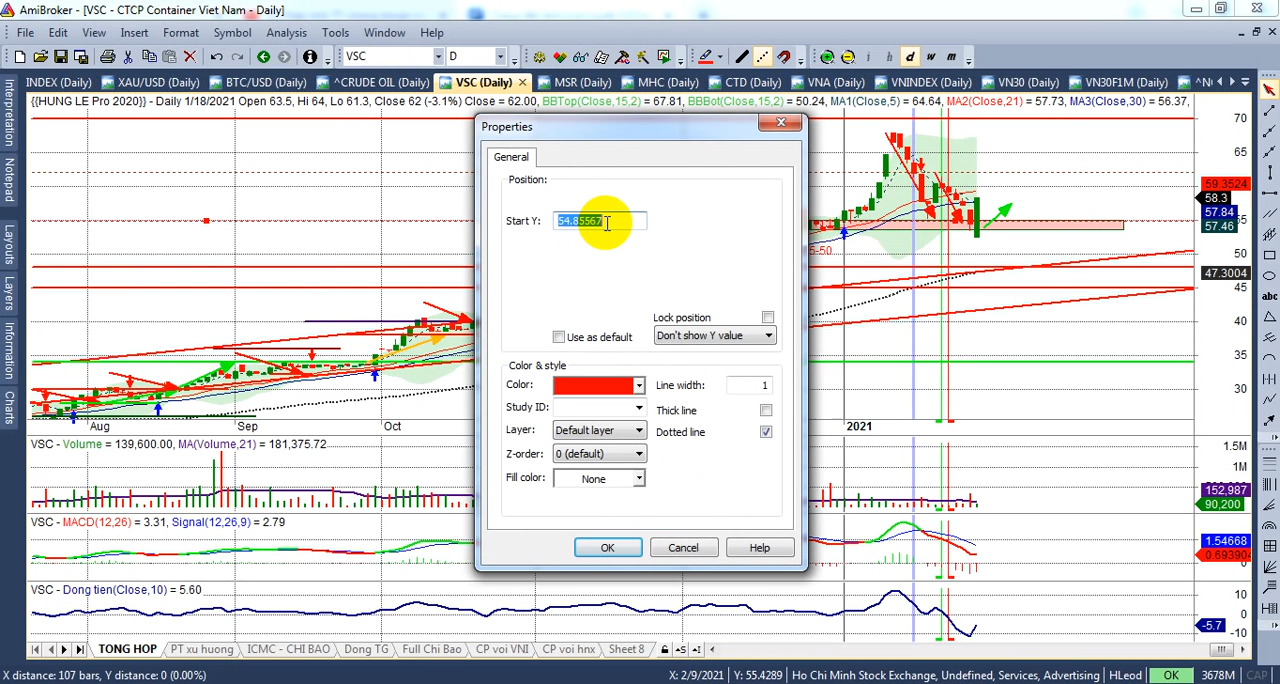 AmiBroker - [VSC - CTCP Container Viet Nam - Daily]
File Edit View Insert Format Symbol Analysis Tools Window Help
VSC D i h d w m
INDEX (Daily) XAU/USD (Daily) BTC/USD (Daily) ^CRUDE OIL (Daily) VSC (Daily) MSR (Daily) MHC (Daily) CTD (Daily) VNA (Daily) VNINDEX (Daily) VN30 (Daily) VN30F1M (Daily)
{{HUNG LE Pro 2020}} - Daily 1/18/2021 Open 63.5, Hi 64, Lo 61.3, Close 62 (-3.1%) Close = 62.00, BBTop(Close,15,2) = 67.81, BBBot(Close,15,2) = 50.24, MA1(Close,5) = 64.64, MA2(Close,21) = 57.73, MA3(Close,30) = 56.37,
Interpretation
Notepad
Layouts
Layers
Information
Charts
Properties
General
Position:
Start Y: 54.85567
Lock position
Use as default Don't show Y value
Color & style
Color: Line width: 1
Study ID: Thick line
Layer: Default layer Dotted line
Z-order: 0 (default)
Fill color: None
OK Cancel Help
70
65
59.3524
58.3
57.84
57.46
50
47.3004
45
40
35
30
Aug Sep Oct 2021
VSC - Volume = 139,600.00, MA(Volume,21) = 181,375.72
1.5M
1M
152,987
90,200
VSC - MACD(12,26) = 3.31, Signal(12,26,9) = 2.79
1.54668
0.693904
VSC - Dong tien(Close,10) = 5.60
10
0
-5.7
-10
TONG HOP PT xu huong ICMC - CHI BAO Dong TG Full Chi Bao CP voi VNI CP voi hnx Sheet 8
X distance: 107 bars, Y distance: 0 (0.00%) X: 2/9/2021 Y: 55.4289 Ho Chi Minh Stock Exchange, Undefined, Services, Advertising HLeod OK 3678M CAP